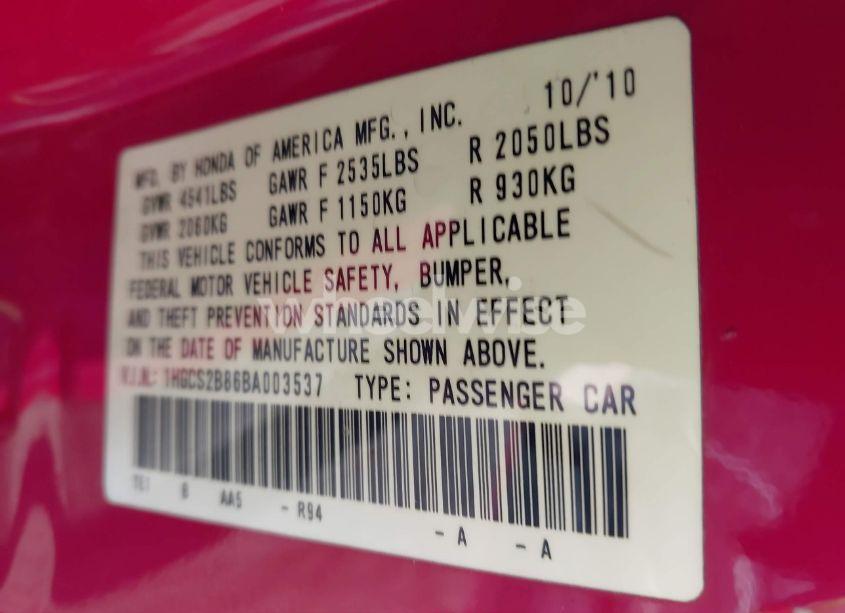 10/'10
MFD. BY HONDA OF AMERICA MFG., INC.
GVWR 4541LBS GAWR F 2535LBS R 2050LBS
GVWR 2060KG GAWR F 1150KG R 930KG
THIS VEHICLE CONFORMS TO ALL APPLICABLE
FEDERAL MOTOR VEHICLE SAFETY, BUMPER,
AND THEFT PREVENTION STANDARDS IN EFFECT
ON THE DATE OF MANUFACTURE SHOWN ABOVE.
V.I.N.: 1HGCS2B86BA003537 TYPE: PASSENGER CAR
TE1 B AA5 - R94 - A - A
wheelwise